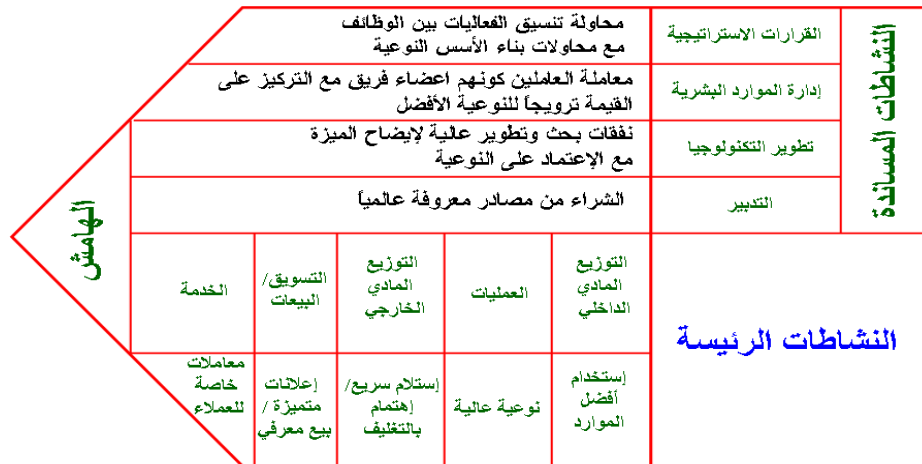 النشاطات المساندة
القرارات الاستراتيجية
محاولة تنسيق الفعاليات بين الوظائف
مع محاولات بناء الأسس النوعية
إدارة الموارد البشرية
معاملة العاملين كونهم اعضاء فريق مع التركيز على
القيمة ترويجاً للنوعية الأفضل
تطوير التكنولوجيا
نفقات بحث وتطوير عالية لإيضاح الميزة
مع الإعتماد على النوعية
التدبير
الشراء من مصادر معروفة عالمياً
الهامش
النشاطات الرئيسة
التوزيع
المادي
الداخلي
العمليات
التوزيع
المادي
الخارجي
التسويق/
البيعات
الخدمة
إستخدام
أفضل
الموارد
نوعية عالية
إستلام سريع/
إهتمام
بالتغليف
إعلانات
متميزة /
بيع معرفي
معاملات
خاصة
للعملاء